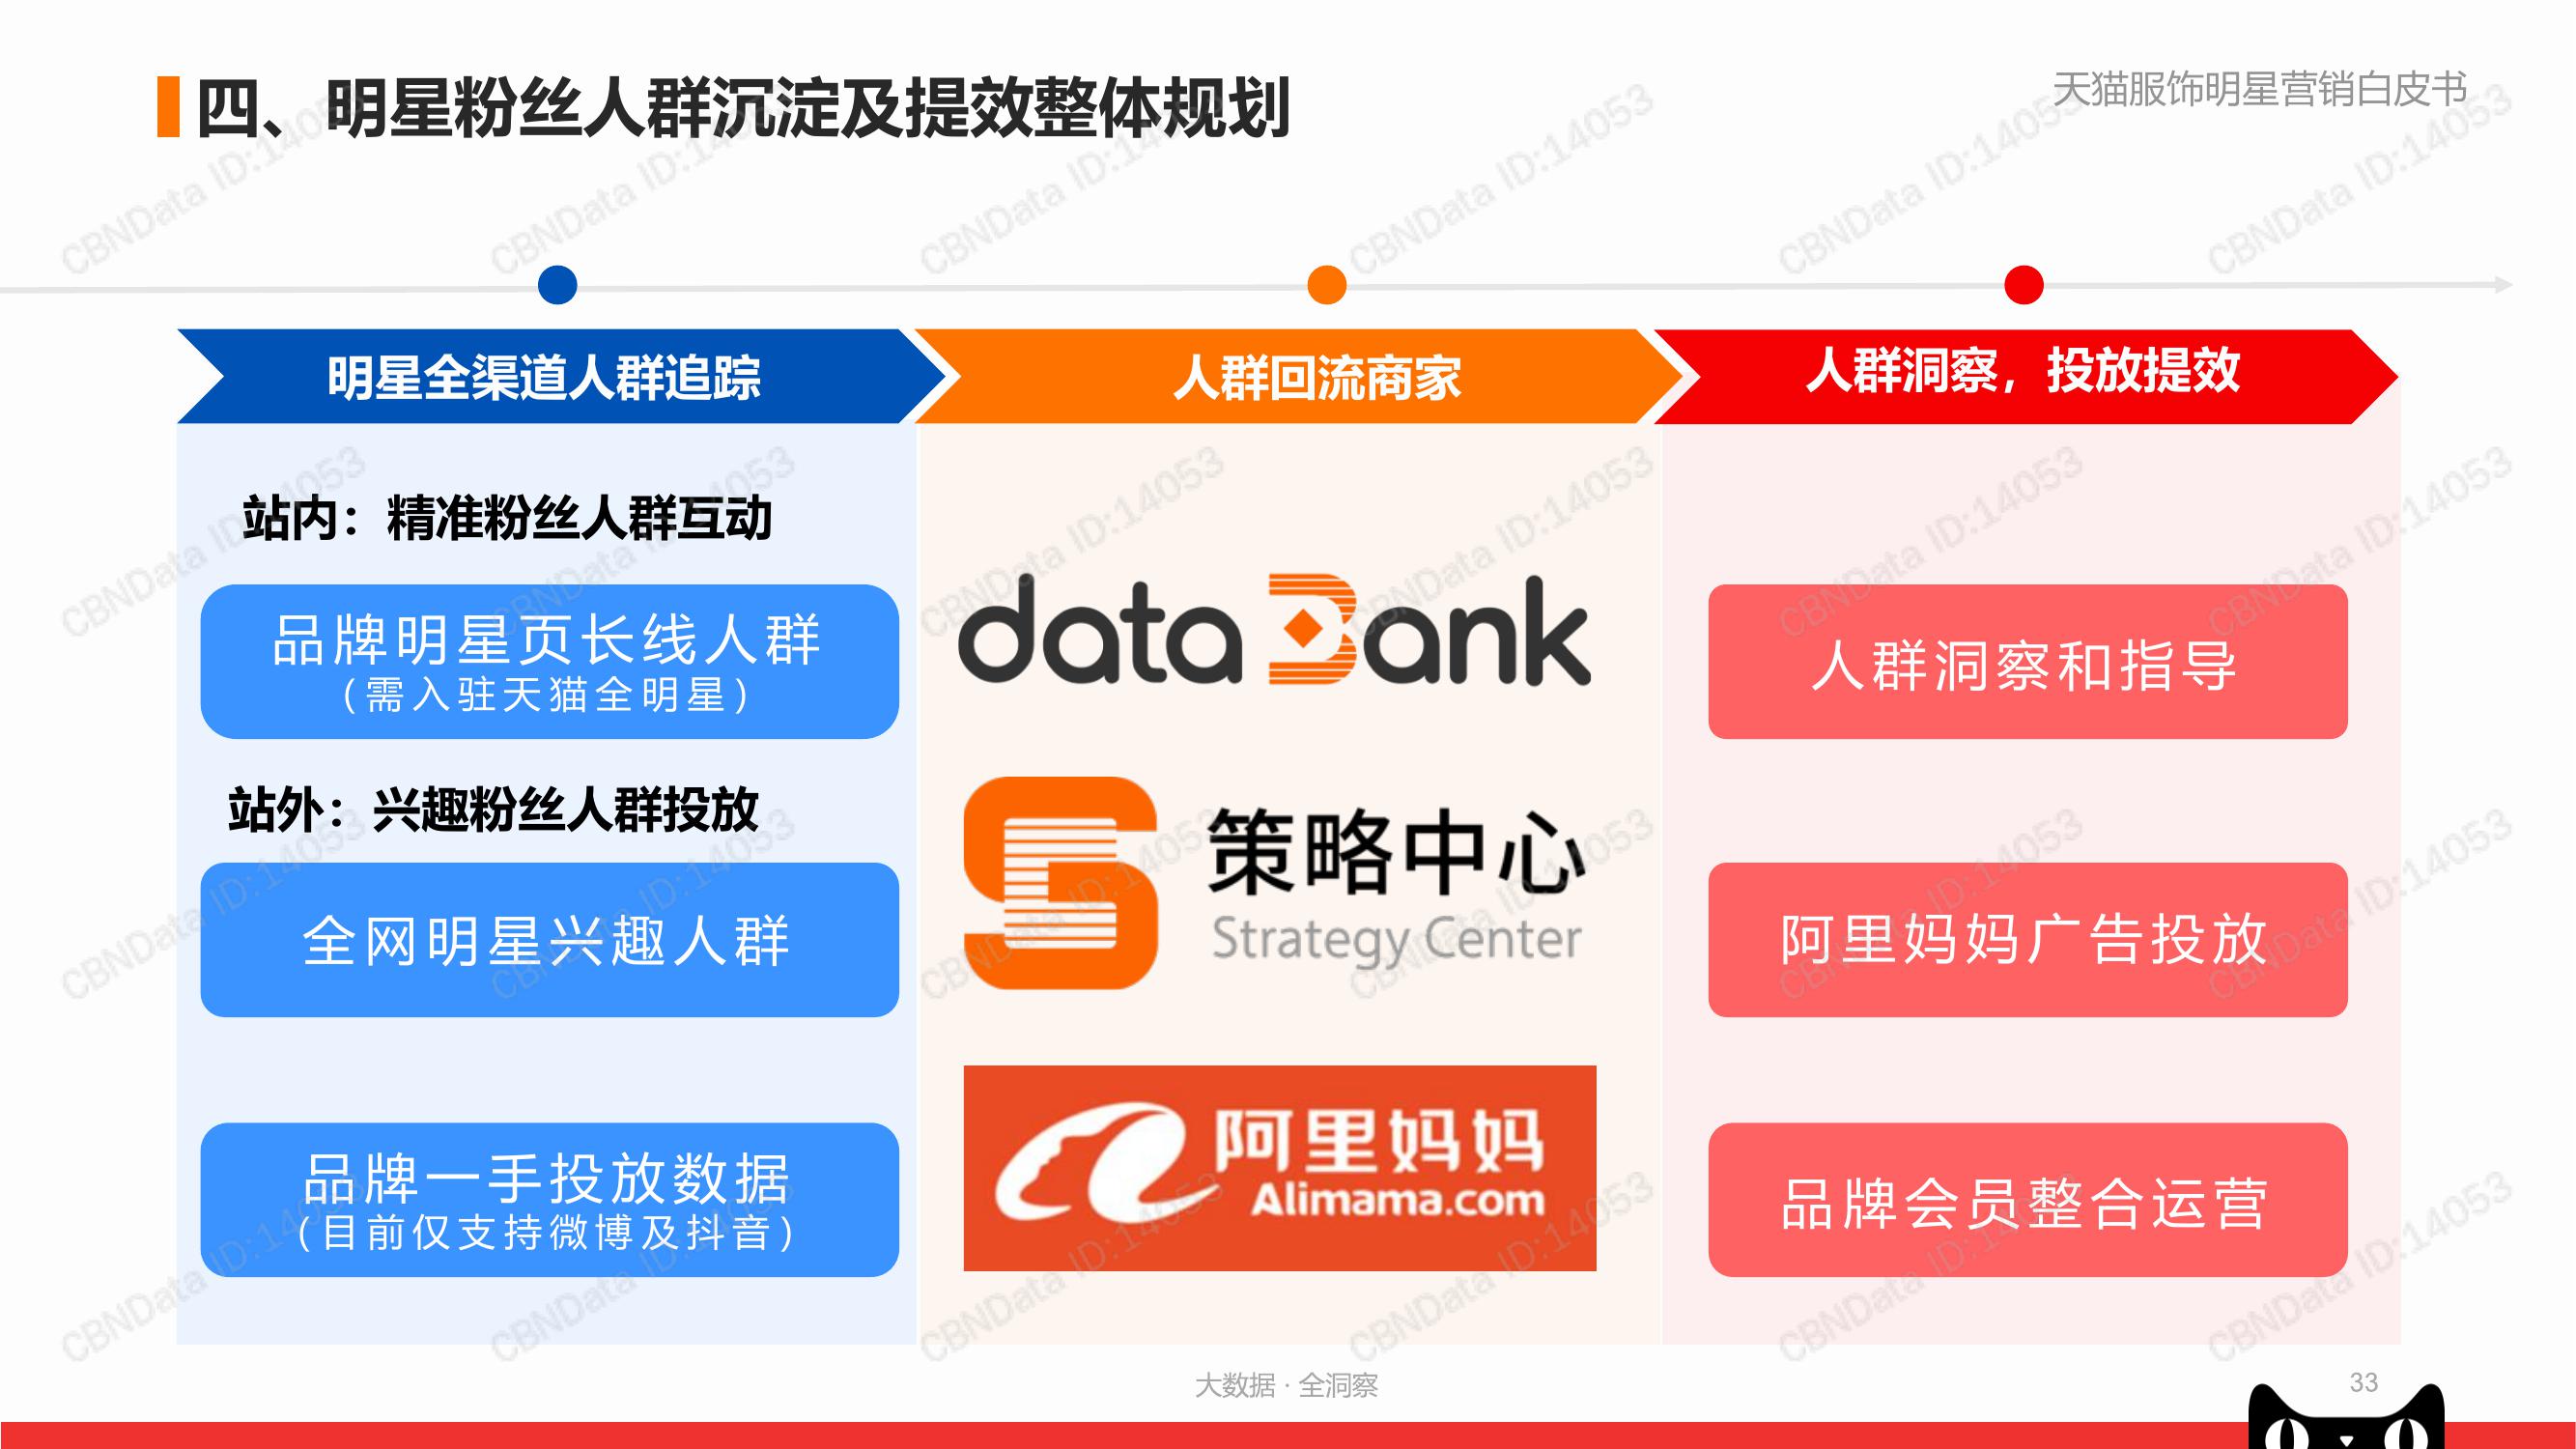 四、明星粉丝人群沉淀及提效整体规划
天猫服饰明星营销白皮书
明星全渠道人群追踪
人群回流商家
人群洞察，投放提效
站内：精准粉丝人群互动
品牌明星页长线人群
（需入驻天猫全明星）
站外：兴趣粉丝人群投放
全网明星兴趣人群
品牌一手投放数据
（目前仅支持微博及抖音）
data Bank
策略中心
Strategy Center
阿里妈妈
Alimama.com
人群洞察和指导
阿里妈妈广告投放
品牌会员整合运营
大数据 · 全洞察
33
CBNData ID:14053